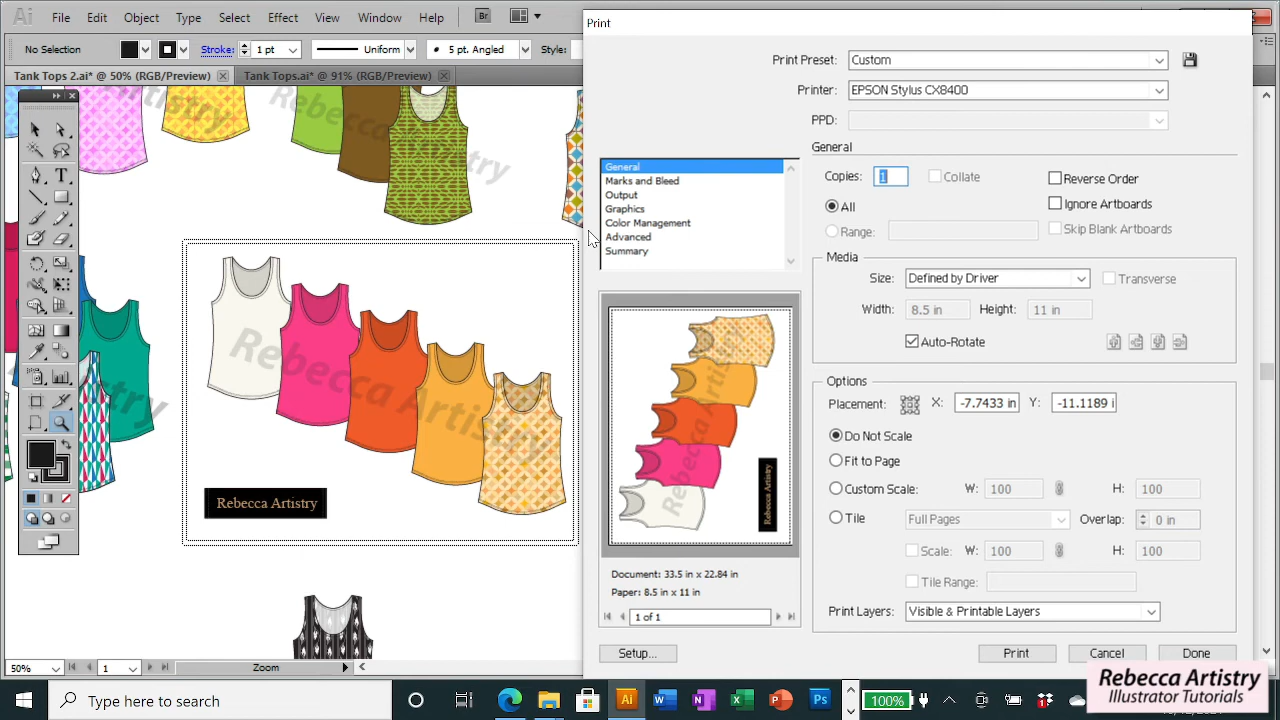 Ai File Edit Object Type Select Effect View Window Help Br
Print
No Selection
Stroke: 1 pt Uniform 5 pt. Angled Style:
Tank Tops 2.ai* @ 50% (RGB/Preview) Tank Tops.ai* @ 91% (RGB/Preview)
Print Preset: Custom
Printer: EPSON Stylus CX8400
PPD:
General
General
Marks and Bleed
Output
Graphics
Color Management
Advanced
Summary
Copies: 1 Collate Reverse Order
All Ignore Artboards
Range: Skip Blank Artboards
Media
Size: Defined by Driver Transverse
Width: 8.5 in Height: 11 in
Auto-Rotate
Options
Placement: X: -7.7433 i Y: -11.1189 i
Do Not Scale
Fit to Page
Custom Scale: W: 100 H: 100
Tile Full Pages Overlap: 0 in
Scale: W: 100 H: 100
Tile Range:
Print Layers: Visible & Printable Layers
Rebecca Artistry
Rebecca Artistry
Rebecca Artistry
Rebecca Artistry
Document: 33.5 in x 22.84 in
Paper: 8.5 in x 11 in
1 of 1
Setup... Print Cancel Done
50% 1 Zoom
Rebecca Artistry
Illustrator Tutorials
Type here to search
100%